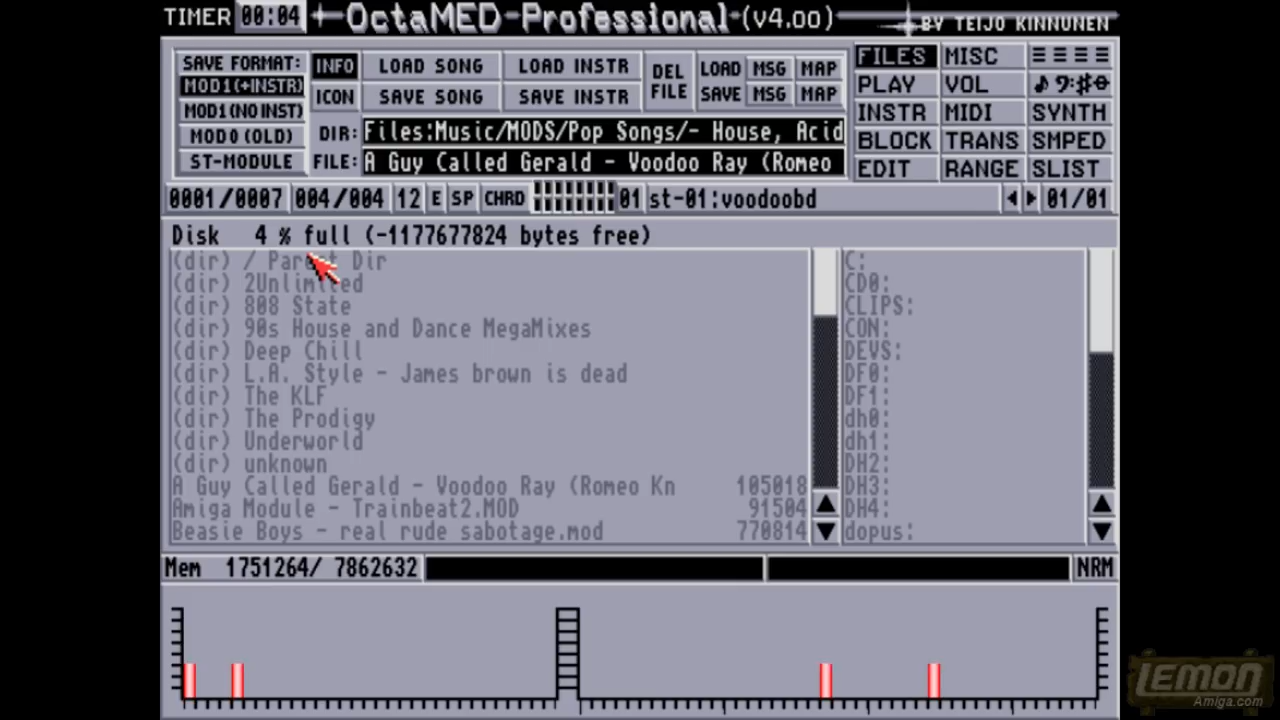 TIMER 00:04 OctaMED-Professional (v4.00) BY TEIJO KINNUNEN
SAVE FORMAT: INFO LOAD SONG LOAD INSTR DEL FILE LOAD MSG MAP FILES MISC
MOD1(+INSTR) ICON SAVE SONG SAVE INSTR SAVE MSG MAP PLAY VOL
MOD1(NO INST) DIR: Files:Music/MODS/Pop Songs/- House, Acid INSTR MIDI SYNTH
MOD0 (OLD) FILE: A Guy Called Gerald - Voodoo Ray (Romeo BLOCK TRANS SMPED
ST-MODULE EDIT RANGE SLIST
0001/0007 004/004 12 E SP CHRD 01 st-01:voodoobd 01/01
Disk 4 % full (-1177677824 bytes free)
(dir) / Parent Dir C:
(dir) 2Unlimited CD0:
(dir) 808 State CLIPS:
(dir) 90s House and Dance MegaMixes CON:
(dir) Deep Chill DEVS:
(dir) L.A. Style - James brown is dead DF0:
(dir) The KLF DF1:
(dir) The Prodigy dh0:
(dir) Underworld dh1:
(dir) unknown DH2:
A Guy Called Gerald - Voodoo Ray (Romeo Kn 105018 DH3:
Amiga Module - Trainbeat2.MOD 91504 DH4:
Beasie Boys - real rude sabotage.mod 770814 dopus:
Mem 1751264/ 7862632 NRM
LEMON
Amiga.com